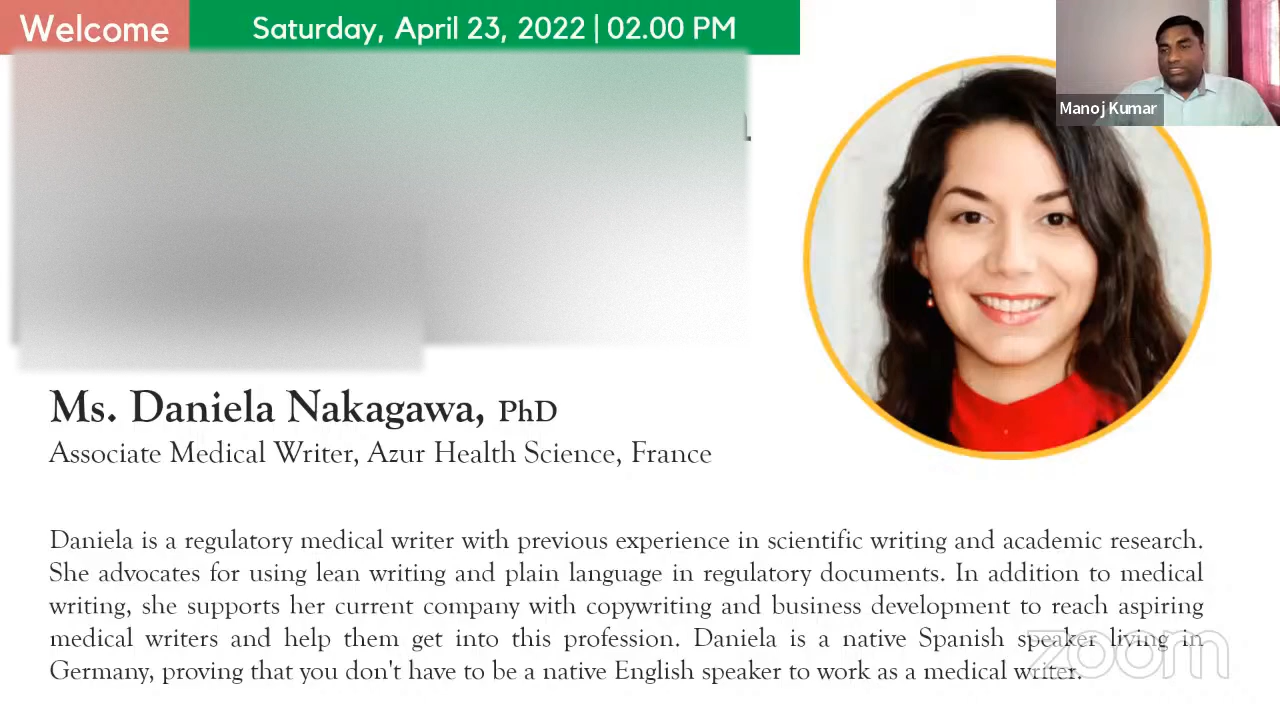 Welcome
Saturday, April 23, 2022 | 02.00 PM
Manoj Kumar
Ms. Daniela Nakagawa, PhD
Associate Medical Writer, Azur Health Science, France
Daniela is a regulatory medical writer with previous experience in scientific writing and academic research.
She advocates for using lean writing and plain language in regulatory documents. In addition to medical
writing, she supports her current company with copywriting and business development to reach aspiring
medical writers and help them get into this profession. Daniela is a native Spanish speaker living in
Germany, proving that you don't have to be a native English speaker to work as a medical writer.
zoom